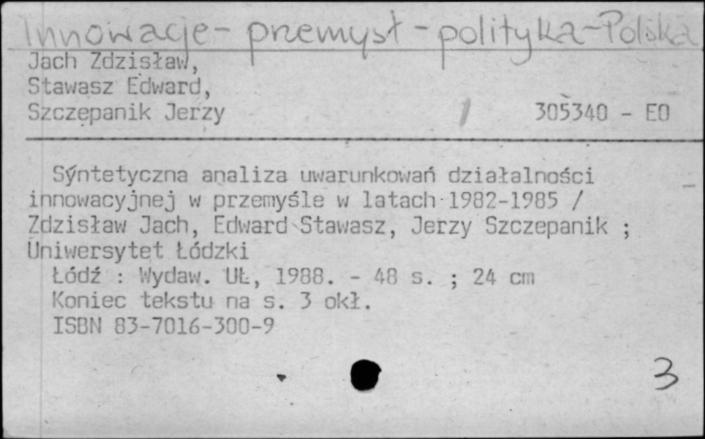 Innowacje - przemysł - polityka - Polska
Jach Zdzisław,
Stawasz Edward,
Szczepanik Jerzy 305340 - EO
Syntetyczna analiza uwarunkowań działalności
innowacyjnej w przemyśle w latach 1982-1985 /
Zdzisław Jach, Edward Stawasz, Jerzy Szczepanik ;
Uniwersytet Łódzki
Łódź : Wydaw. UŁ, 1988. - 48 s. ; 24 cm
Koniec tekstu na s. 3 okł.
ISBN 83-7016-300-9
3